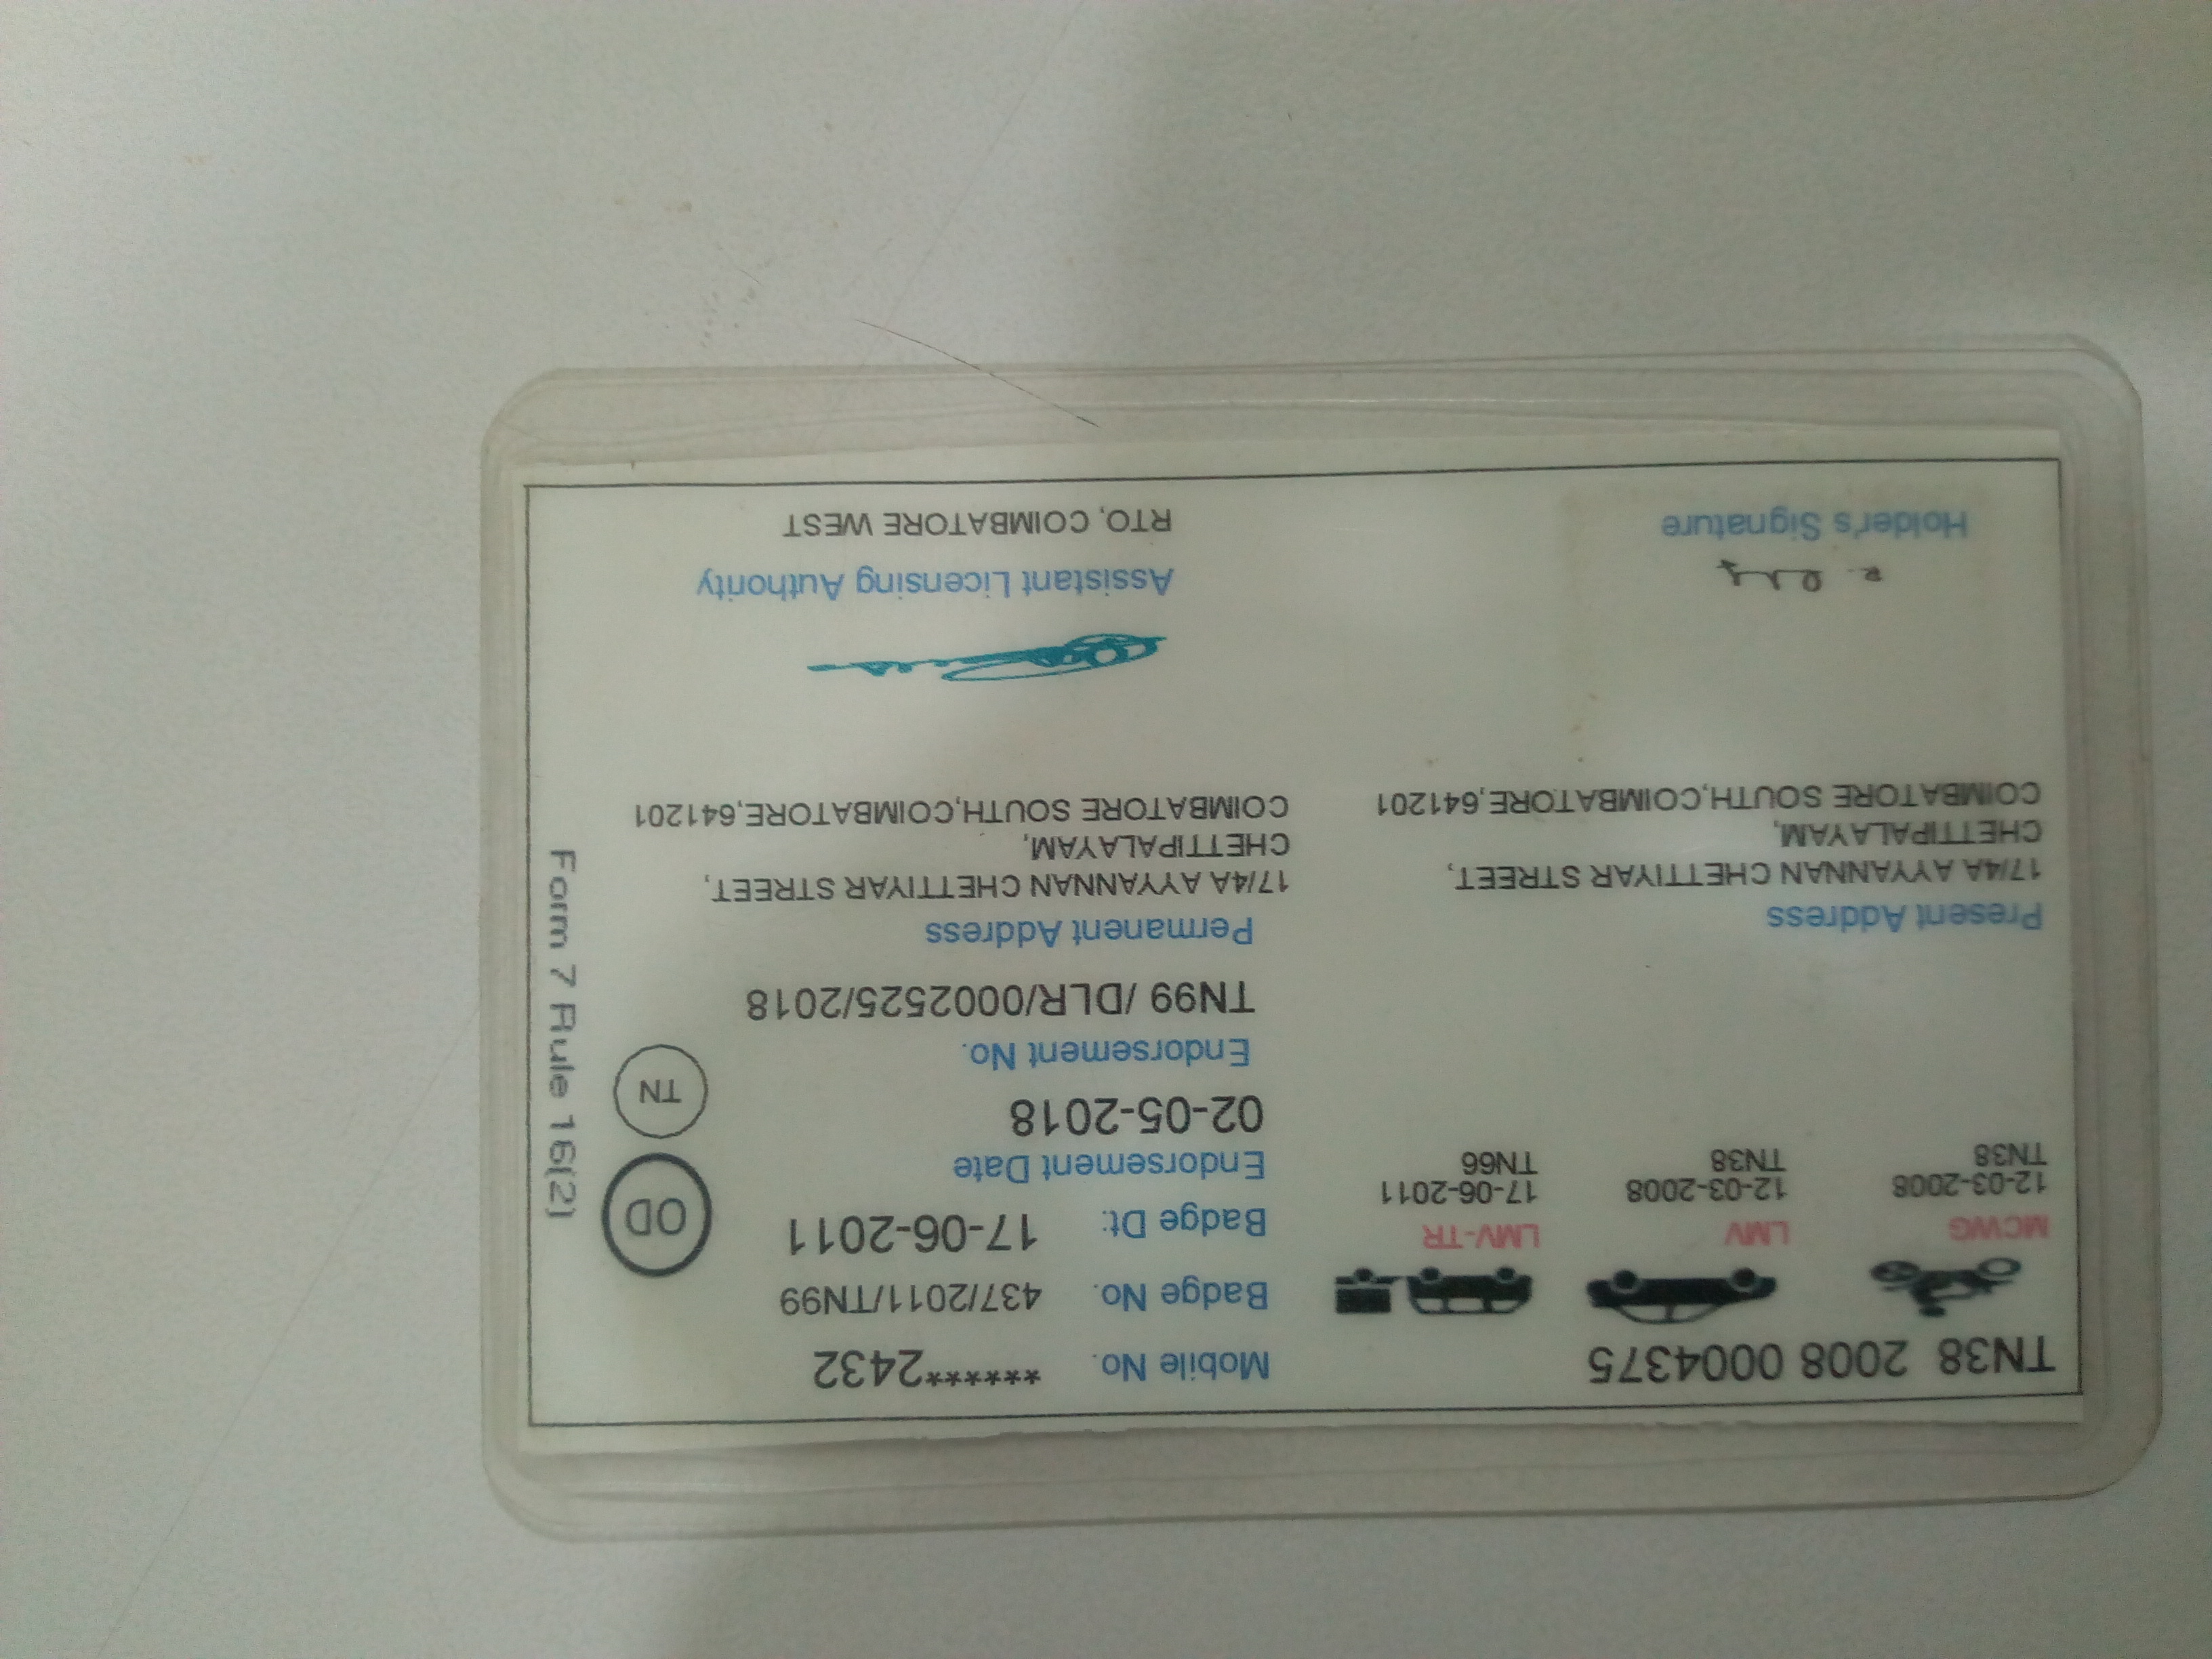 TN38 2008 0004375
MCWG
12-03-2008
TN38
LMV
12-03-2008
TN38
LMV-TR
17-06-2011
TN66
Present Address
17/4A AYYANNAN CHETTIYAR STREET,
CHETTIPALAYAM,
COIMBATORE SOUTH,COIMBATORE,641201
Holder's Signature
Mobile No. ******2432
Badge No. 437/2011/TN99
Badge Dt: 17-06-2011
Endorsement Date
02-05-2018
Endorsement No.
TN99 /DLR/0002525/2018
OD
TN
Permanent Address
17/4A AYYANNAN CHETTIYAR STREET,
CHETTIPALAYAM,
COIMBATORE SOUTH,COIMBATORE,641201
Assistant Licensing Authority
RTO, COIMBATORE WEST
Form 7 Rule 16(2)